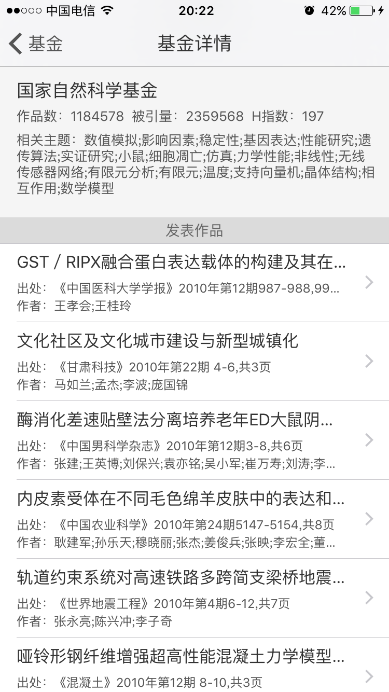 中国电信 20:22 42%
基金 基金详情
国家自然科学基金
作品数：1184578 被引量：2359568 H指数：197
相关主题：数值模拟;影响因素;稳定性;基因表达;性能研究;遗
传算法;实证研究;小鼠;细胞凋亡;仿真;力学性能;非线性;无线
传感器网络;有限元分析;有限元;温度;支持向量机;晶体结构;相
互作用;数学模型
发表作品
GST / RIPX融合蛋白表达载体的构建及其在...
出处：《中国医科大学学报》2010年第12期987-988,99...
作者：王孝会;王桂玲
文化社区及文化城市建设与新型城镇化
出处：《甘肃科技》2010年第22期 4-6,共3页
作者：马如兰;孟杰;李波;庞国锦
酶消化差速贴壁法分离培养老年ED大鼠阴...
出处：《中国男科学杂志》2010年第12期3-8,共6页
作者：张建;王英博;刘保兴;袁亦铭;吴小军;崔万寿;刘涛;李...
内皮素受体在不同毛色绵羊皮肤中的表达和...
出处：《中国农业科学》2010年第24期5147-5154,共8页
作者：耿建军;孙乐天;穆晓丽;张杰;姜俊兵;张映;李宏全;董...
轨道约束系统对高速铁路多跨简支梁桥地震...
出处：《世界地震工程》2010年第4期6-12,共7页
作者：张永亮;陈兴冲;李子奇
哑铃形钢纤维增强超高性能混凝土力学模型...
出处：《混凝土》2010年第12期 8-10,共3页